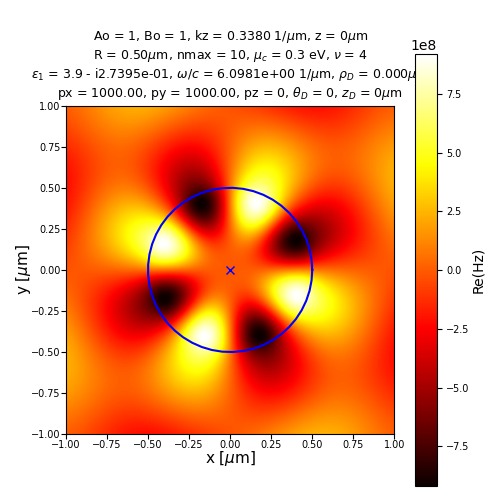 Ao = 1, Bo = 1, kz = 0.3380 1/μm, z = 0μm
R = 0.50μm, nmax = 10, μ_c = 0.3 eV, ν = 4
ε₁ = 3.9 - i2.7395e-01, ω/c = 6.0981e+00 1/μm, ρ_D = 0.000μ
px = 1000.00, py = 1000.00, pz = 0, θ_D = 0, z_D = 0μm
1e8
1.00
0.75
0.50
0.25
0.00
−0.25
−0.50
−0.75
−1.00
y [μm]
−1.00 −0.75 −0.50 −0.25 0.00 0.25 0.50 0.75 1.00
x [μm]
7.5
5.0
2.5
0.0
−2.5
−5.0
−7.5
Re(Hz)